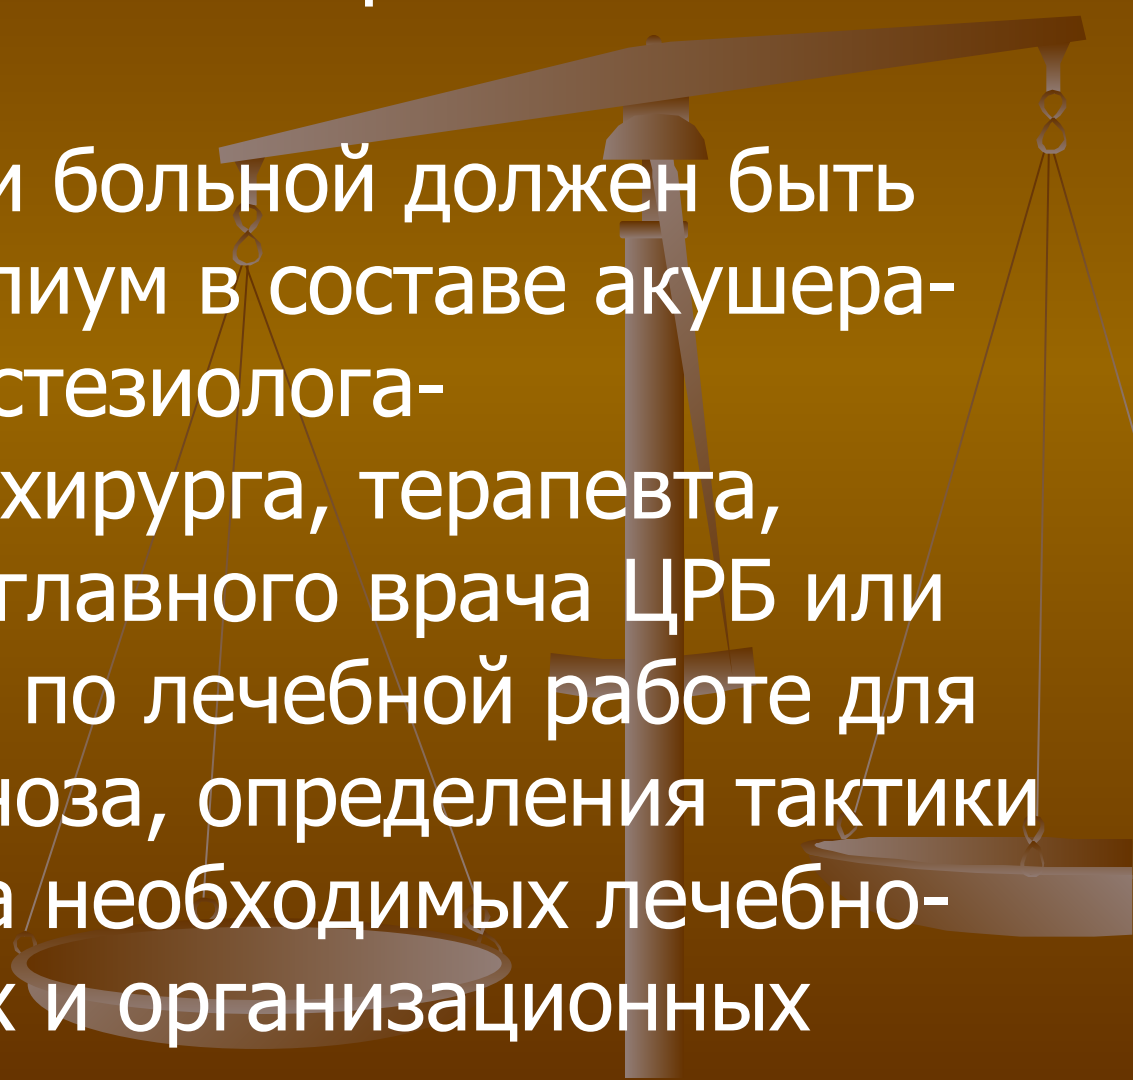 и больной должен быть
лиум в составе акушера-
стезиолога-
хирурга, терапевта,
главного врача ЦРБ или
по лечебной работе для
ноза, определения тактики
а необходимых лечебно-
х и организационных